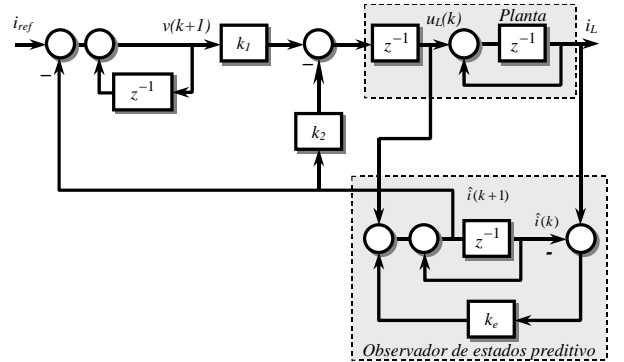 i_ref
v(k+1)
k_1
z^{-1}
u_L(k)
Planta
z^{-1}
i_L
−
−
z^{-1}
k_2
î(k+1)
î(k)
z^{-1}
-
k_e
Observador de estados preditivo